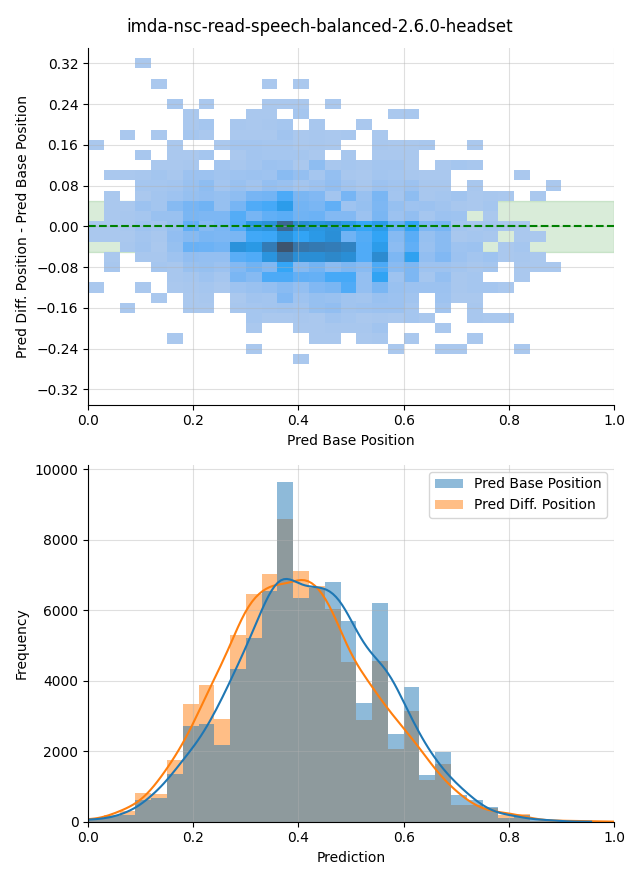 imda-nsc-read-speech-balanced-2.6.0-headset
0.32
0.24
0.16
0.08
0.00
−0.08
−0.16
−0.24
−0.32
Pred Diff. Position - Pred Base Position
0.0 0.2 0.4 0.6 0.8 1.0
Pred Base Position
10000
8000
6000
4000
2000
0
Frequency
Pred Base Position
Pred Diff. Position
0.0 0.2 0.4 0.6 0.8 1.0
Prediction